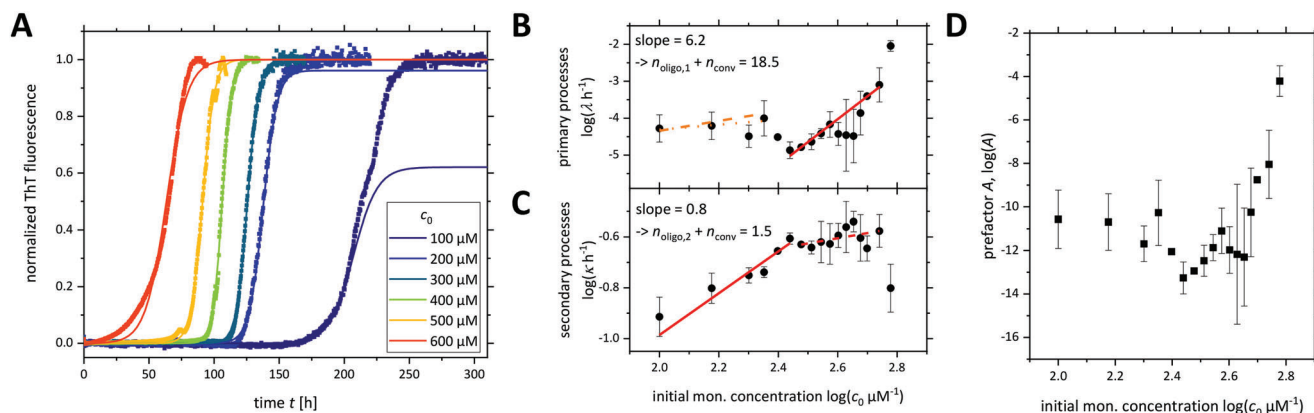 A
normalized ThT fluorescence
1.0
0.8
0.6
0.4
0.2
0.0
c₀
100 µM
200 µM
300 µM
400 µM
500 µM
600 µM
0
50
100
150
200
250
300
time t [h]
B
primary processes
log(λ h⁻¹)
-2
-3
-4
-5
slope = 6.2
-> n_oligo,1 + n_conv = 18.5
C
secondary processes
log(κ h⁻¹)
-0.6
-0.8
-1.0
slope = 0.8
-> n_oligo,2 + n_conv = 1.5
2.0
2.2
2.4
2.6
2.8
initial mon. concentration log(c₀ µM⁻¹)
D
prefactor A, log(A)
-2
-4
-6
-8
-10
-12
-14
-16
2.0
2.2
2.4
2.6
2.8
initial mon. concentration log(c₀ µM⁻¹)